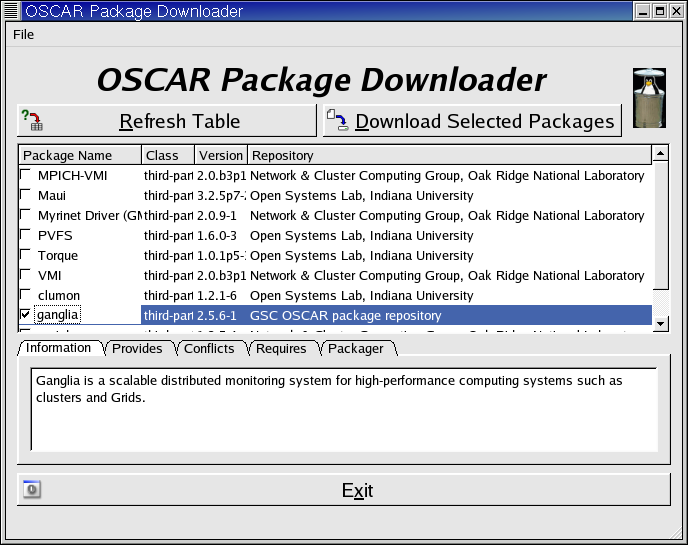 OSCAR Package Downloader
File
OSCAR Package Downloader
Refresh Table Download Selected Packages
Package Name Class Version Repository
MPICH-VMI third-part 2.0.b3p1 Network & Cluster Computing Group, Oak Ridge National Laboratory
Maui third-part 3.2.5p7- Open Systems Lab, Indiana University
Myrinet Driver (GM third-part 2.0.9-1 Network & Cluster Computing Group, Oak Ridge National Laboratory
PVFS third-part 1.6.0-3 Open Systems Lab, Indiana University
Torque third-part 1.0.1p5- Open Systems Lab, Indiana University
VMI third-part 2.0.b3p1 Network & Cluster Computing Group, Oak Ridge National Laboratory
clumon third-part 1.2.1-6 Open Systems Lab, Indiana University
ganglia third-part 2.5.6-1 GSC OSCAR package repository
Information Provides Conflicts Requires Packager
Ganglia is a scalable distributed monitoring system for high-performance computing systems such as
clusters and Grids.
Exit